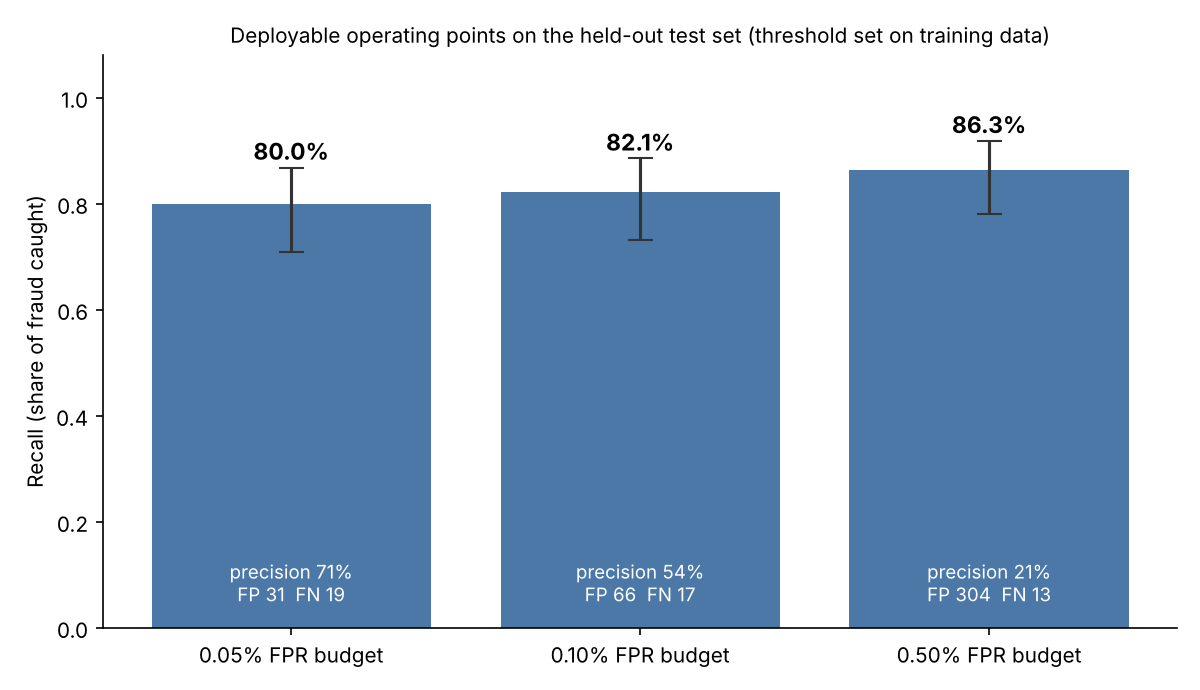 Deployable operating points on the held-out test set (threshold set on training data)
Recall (share of fraud caught)
1.0
0.8
0.6
0.4
0.2
0.0
80.0%
82.1%
86.3%
precision 71%
FP 31 FN 19
precision 54%
FP 66 FN 17
precision 21%
FP 304 FN 13
0.05% FPR budget
0.10% FPR budget
0.50% FPR budget